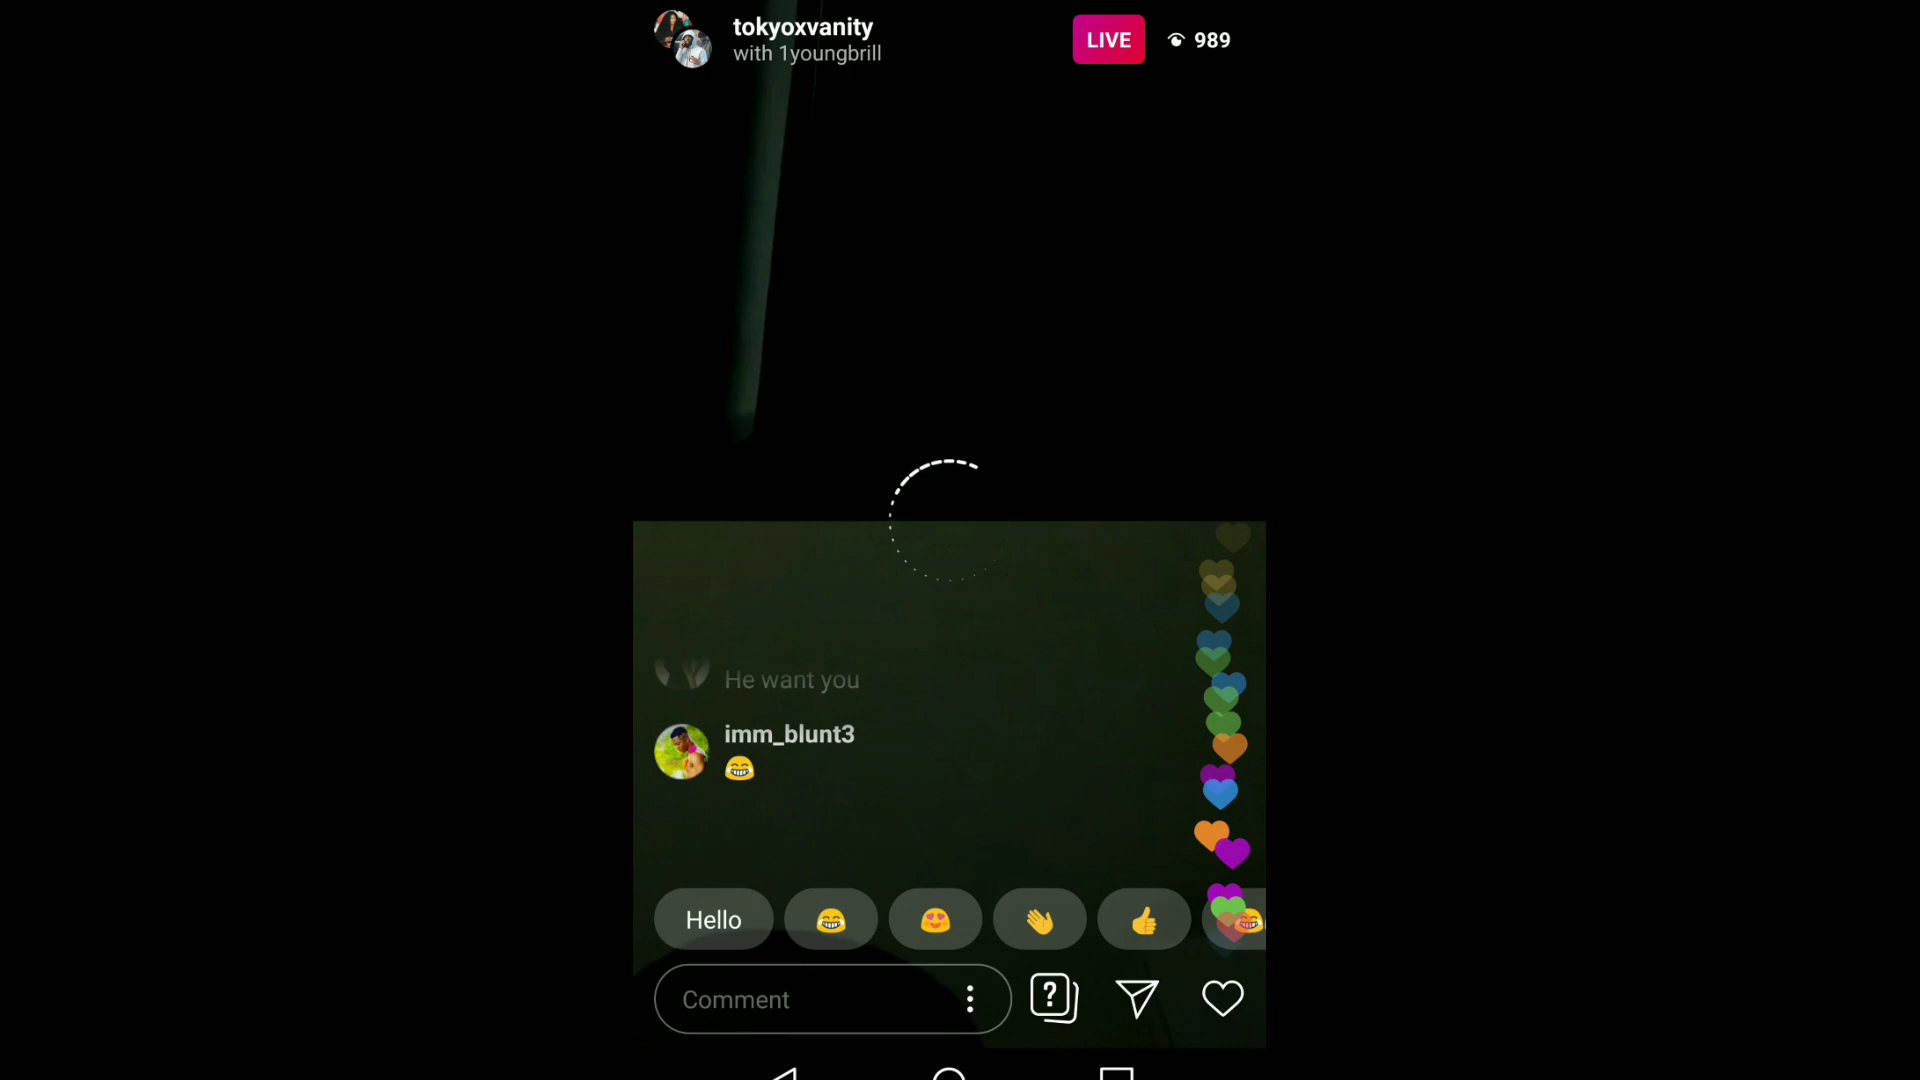 tokyoxvanity
with 1youngbrill
LIVE
989
He want you
imm_blunt3
😂
Hello
😂 😍 👋 👍 😂
Comment
?